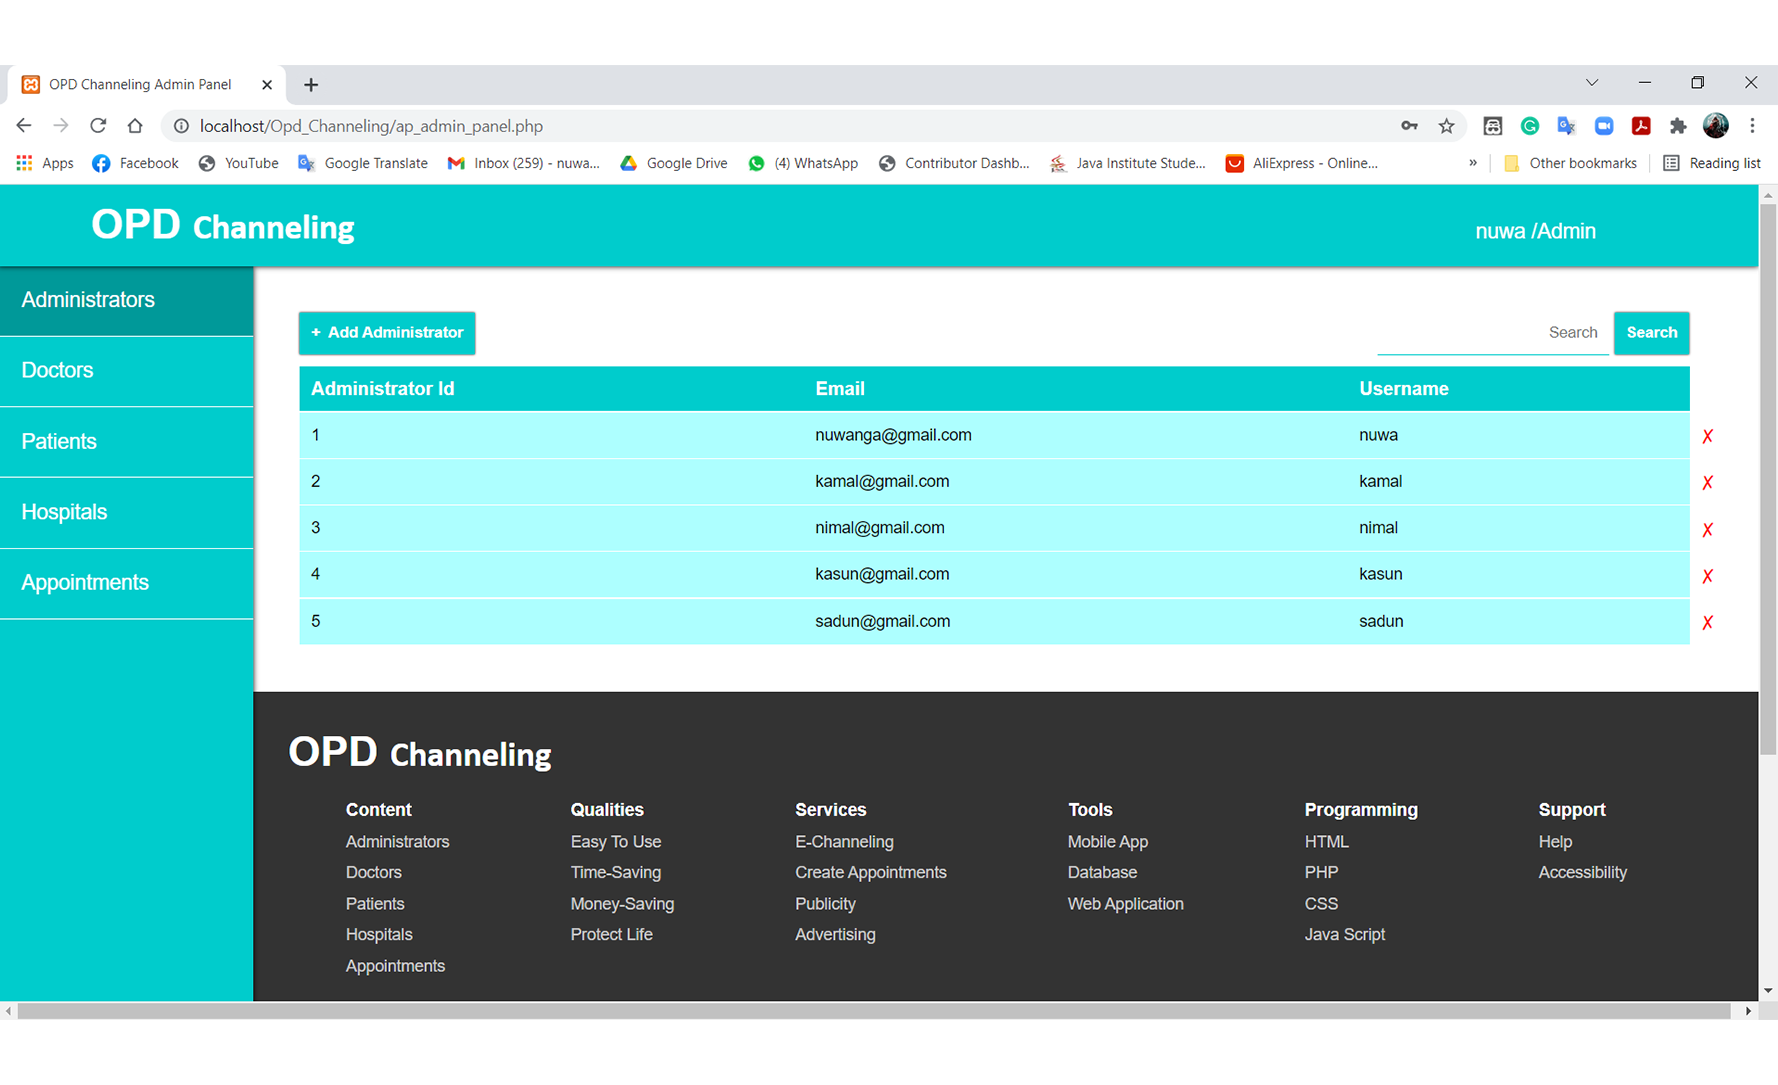 OPD Channeling Admin Panel
localhost/Opd_Channeling/ap_admin_panel.php
Apps Facebook YouTube Google Translate Inbox (259) - nuwa... Google Drive (4) WhatsApp Contributor Dashb... Java Institute Stude... AliExpress - Online... » Other bookmarks Reading list
OPD Channeling
nuwa /Admin
Administrators
Doctors
Patients
Hospitals
Appointments
+ Add Administrator
Search Search
Administrator Id Email Username
1 nuwanga@gmail.com nuwa ✗
2 kamal@gmail.com kamal ✗
3 nimal@gmail.com nimal ✗
4 kasun@gmail.com kasun ✗
5 sadun@gmail.com sadun ✗
OPD Channeling
Content Qualities Services Tools Programming Support
Administrators Easy To Use E-Channeling Mobile App HTML Help
Doctors Time-Saving Create Appointments Database PHP Accessibility
Patients Money-Saving Publicity Web Application CSS
Hospitals Protect Life Advertising Java Script
Appointments